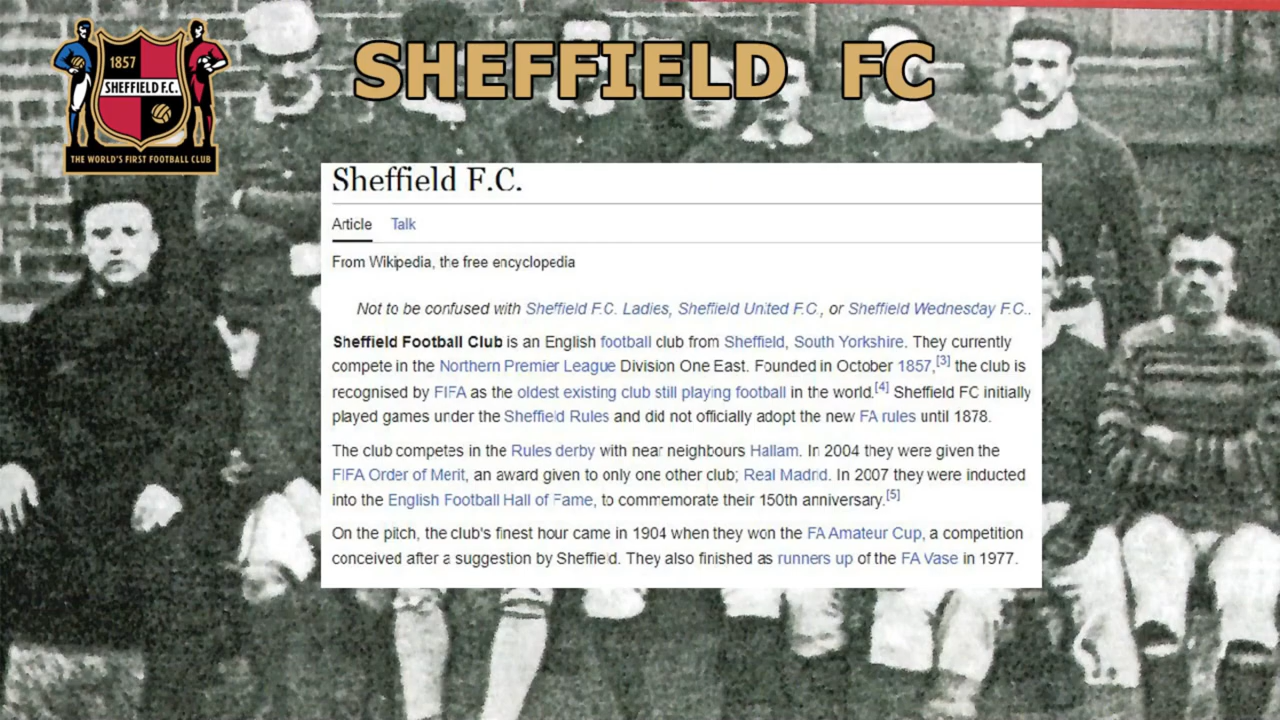 1857
SHEFFIELD F.C.
THE WORLD'S FIRST FOOTBALL CLUB
SHEFFIELD FC
Sheffield F.C.
Article Talk
From Wikipedia, the free encyclopedia
Not to be confused with Sheffield F.C. Ladies, Sheffield United F.C., or Sheffield Wednesday F.C..
Sheffield Football Club is an English football club from Sheffield, South Yorkshire. They currently
compete in the Northern Premier League Division One East. Founded in October 1857,[3] the club is
recognised by FIFA as the oldest existing club still playing football in the world.[4] Sheffield FC initially
played games under the Sheffield Rules and did not officially adopt the new FA rules until 1878.
The club competes in the Rules derby with near neighbours Hallam. In 2004 they were given the
FIFA Order of Merit, an award given to only one other club; Real Madrid. In 2007 they were inducted
into the English Football Hall of Fame, to commemorate their 150th anniversary.[5]
On the pitch, the club's finest hour came in 1904 when they won the FA Amateur Cup, a competition
conceived after a suggestion by Sheffield. They also finished as runners up of the FA Vase in 1977.